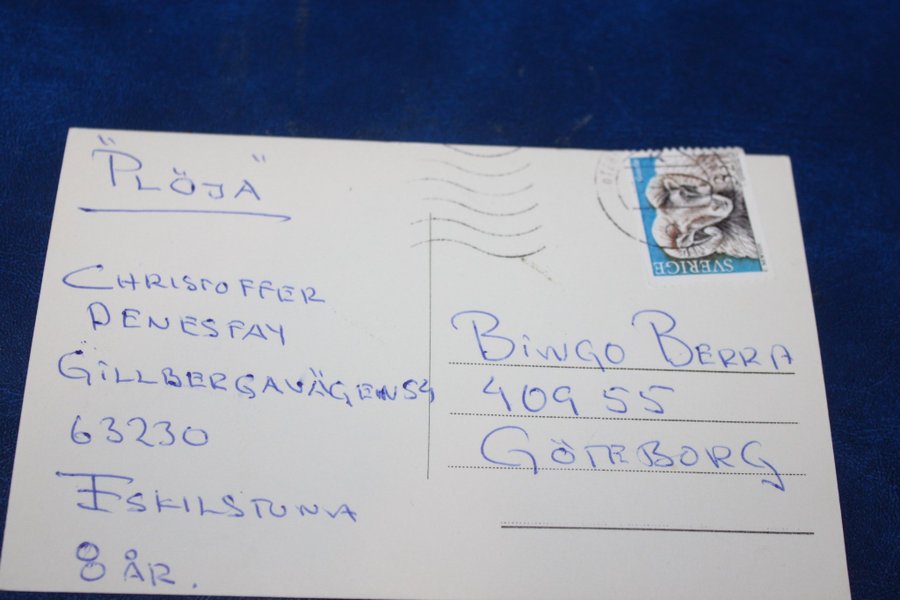 "PLÖJA"
CHRISTOFFER
DENESFAY
GILLBERGAVÄGEN 54
63230
ESKILSTUNA
8 ÅR.
SVERIGE
BINGO BERRA
409 55
GÖTEBORG